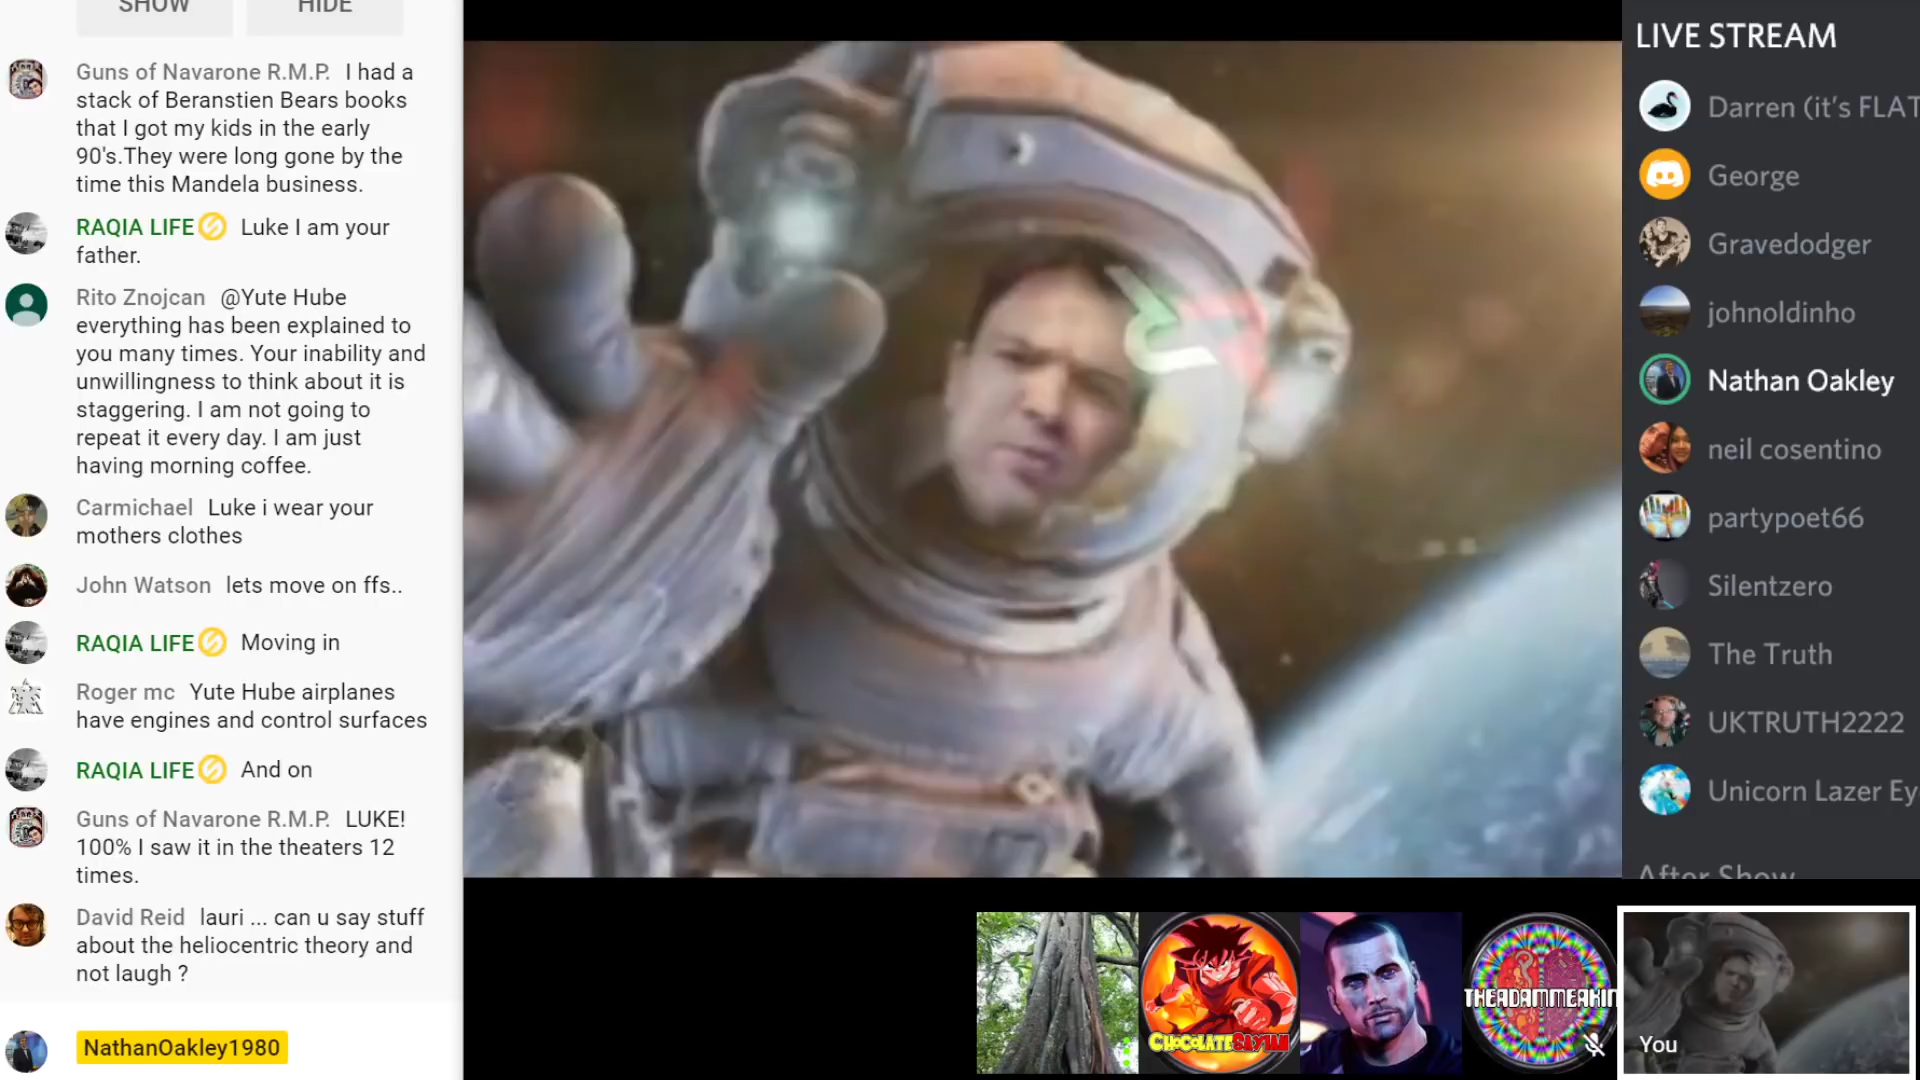 SHOW
HIDE
Guns of Navarone R.M.P. I had a
stack of Beranstien Bears books
that I got my kids in the early
90's.They were long gone by the
time this Mandela business.
RAQIA LIFE Luke I am your
father.
Rito Znojcan @Yute Hube
everything has been explained to
you many times. Your inability and
unwillingness to think about it is
staggering. I am not going to
repeat it every day. I am just
having morning coffee.
Carmichael Luke i wear your
mothers clothes
John Watson lets move on ffs..
RAQIA LIFE Moving in
Roger mc Yute Hube airplanes
have engines and control surfaces
RAQIA LIFE And on
Guns of Navarone R.M.P. LUKE!
100% I saw it in the theaters 12
times.
David Reid lauri ... can u say stuff
about the heliocentric theory and
not laugh ?
NathanOakley1980
LIVE STREAM
Darren (it's FLAT
George
Gravedodger
johnoldinho
Nathan Oakley
neil cosentino
partypoet66
Silentzero
The Truth
UKTRUTH2222
Unicorn Lazer Ey
After Show
CHOCOLATESAYIAN
THEADAMMEAKIN
You